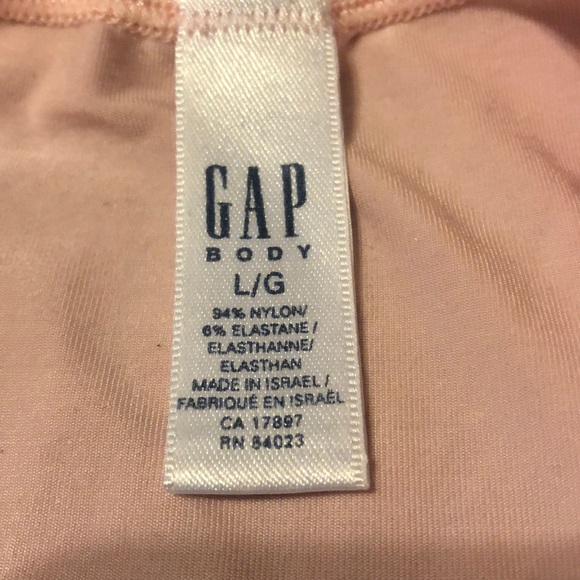 GAP
BODY
L/G
94% NYLON/
6% ELASTANE /
ELASTHANNE/
ELASTHAN
MADE IN ISRAEL /
FABRIQUÉ EN ISRAËL
CA 17897
RN 54023